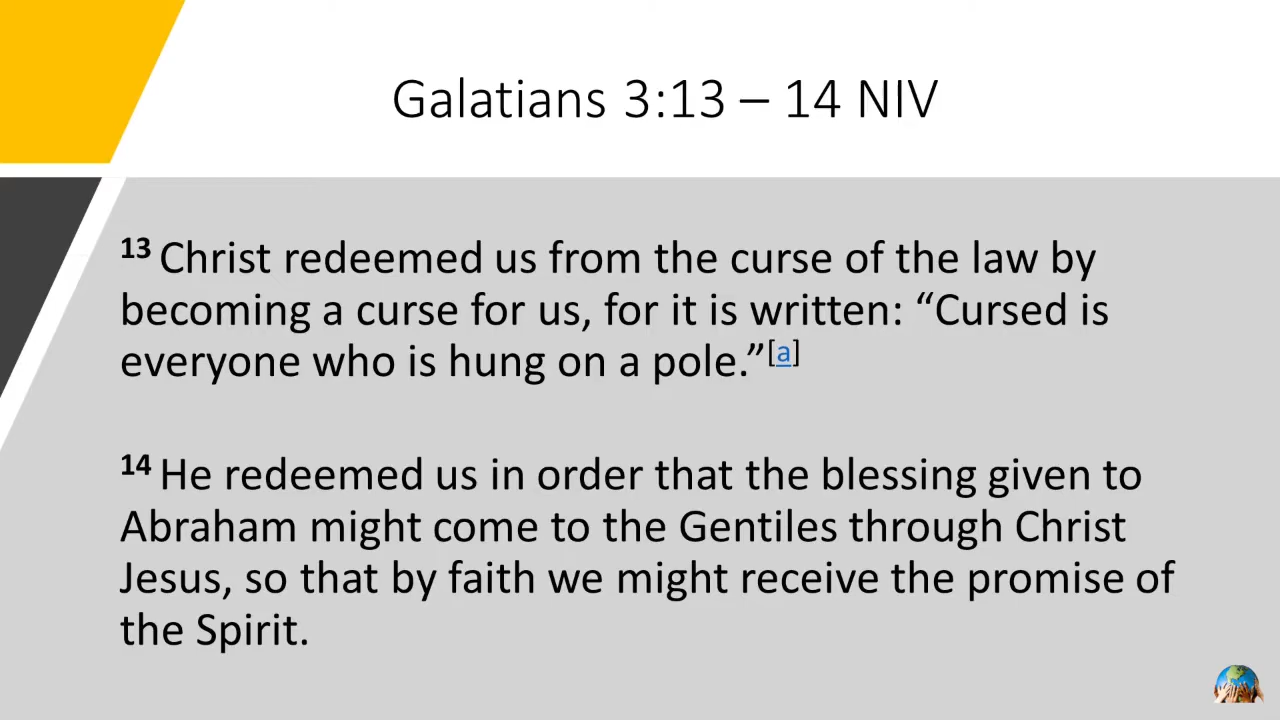 Galatians 3:13 – 14 NIV
13 Christ redeemed us from the curse of the law by
becoming a curse for us, for it is written: “Cursed is
everyone who is hung on a pole.”[a]
14 He redeemed us in order that the blessing given to
Abraham might come to the Gentiles through Christ
Jesus, so that by faith we might receive the promise of
the Spirit.